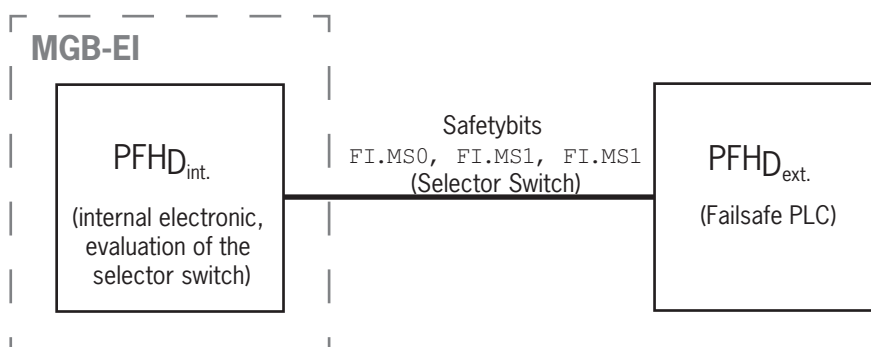 MGB-EI
PFHDint.
(internal electronic,
evaluation of the
selector switch)
Safetybits
FI.MS0, FI.MS1, FI.MS1
(Selector Switch)
PFHDext.
(Failsafe PLC)